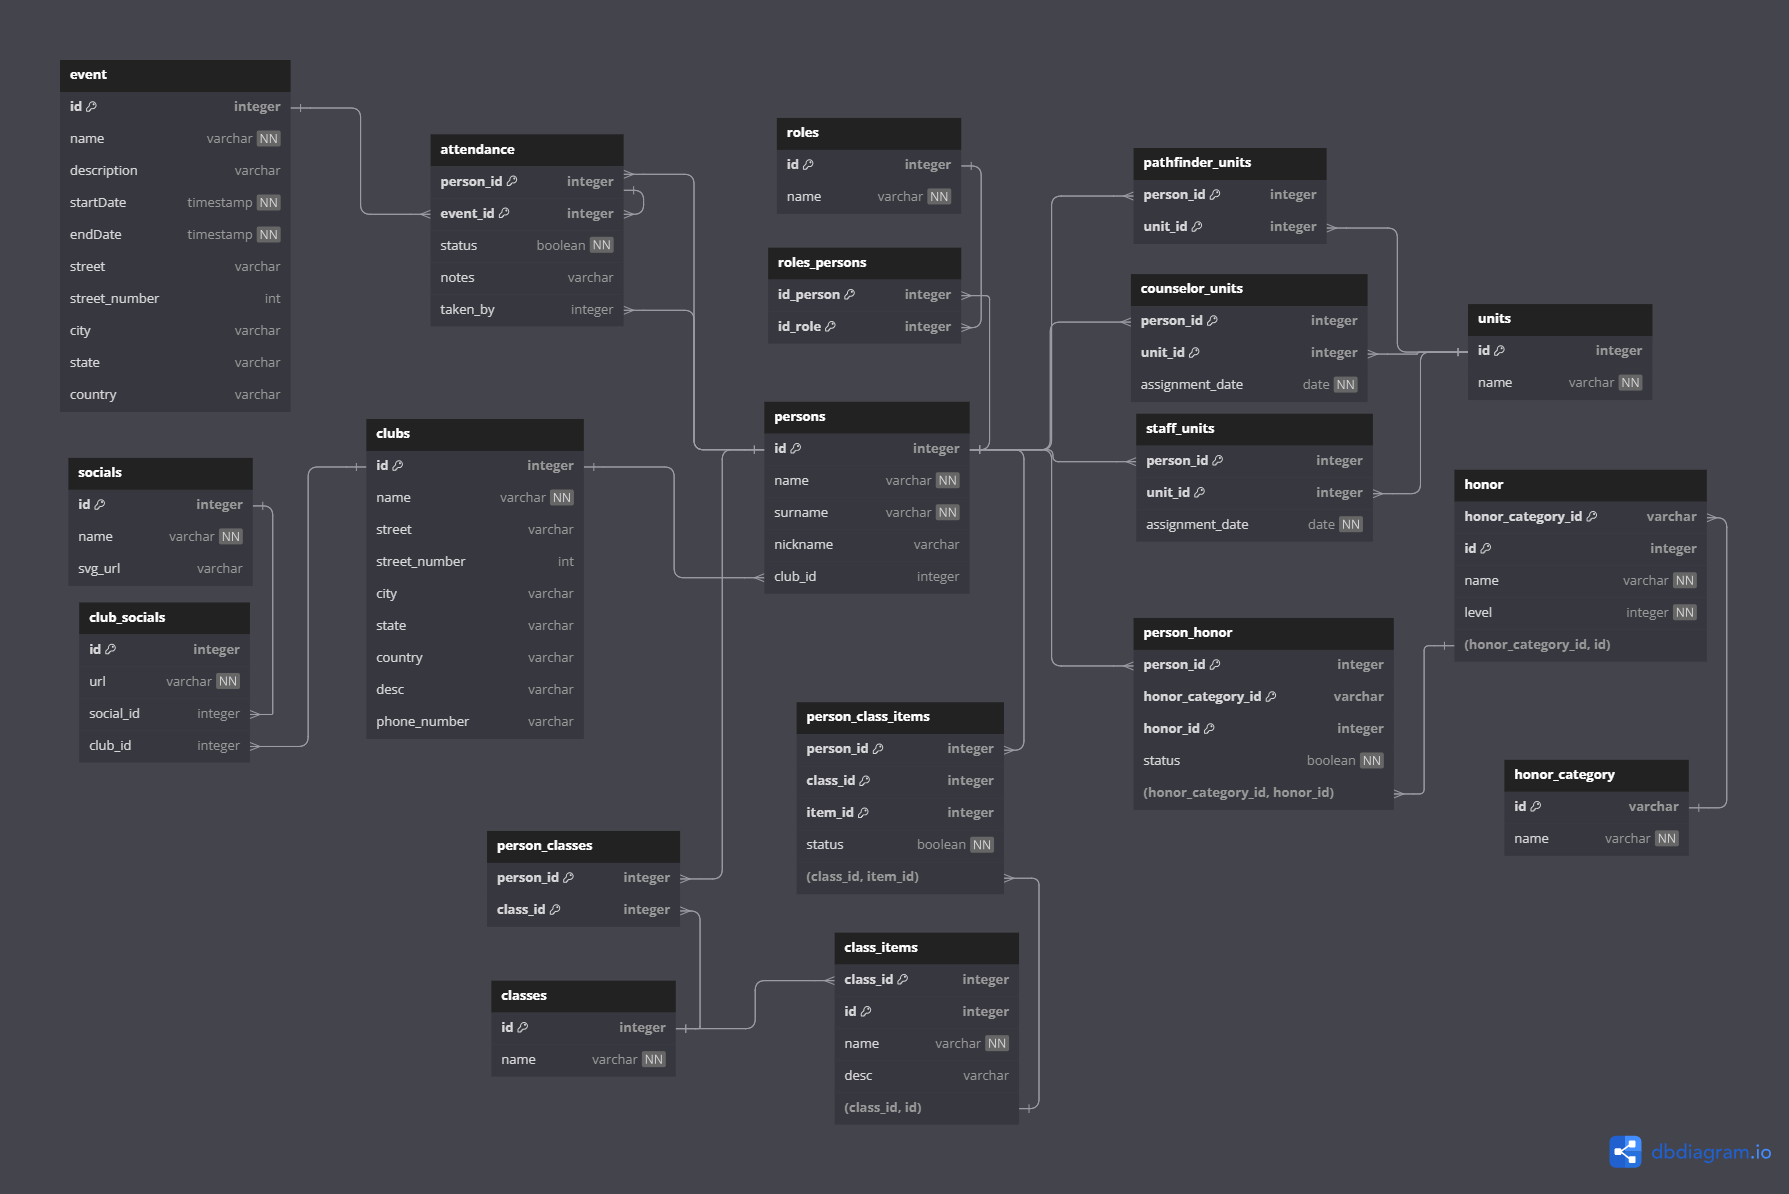 event
id integer
name varchar NN
description varchar
startDate timestamp NN
endDate timestamp NN
street varchar
street_number int
city varchar
state varchar
country varchar
attendance
person_id integer
event_id integer
status boolean NN
notes varchar
taken_by integer
roles
id integer
name varchar NN
roles_persons
id_person integer
id_role integer
pathfinder_units
person_id integer
unit_id integer
counselor_units
person_id integer
unit_id integer
assignment_date date NN
units
id integer
name varchar NN
staff_units
person_id integer
unit_id integer
assignment_date date NN
persons
id integer
name varchar NN
surname varchar NN
nickname varchar
club_id integer
clubs
id integer
name varchar NN
street varchar
street_number int
city varchar
state varchar
country varchar
desc varchar
phone_number varchar
socials
id integer
name varchar NN
svg_url varchar
club_socials
id integer
url varchar NN
social_id integer
club_id integer
honor
honor_category_id varchar
id integer
name varchar NN
level integer NN
(honor_category_id, id)
person_honor
person_id integer
honor_category_id varchar
honor_id integer
status boolean NN
(honor_category_id, honor_id)
honor_category
id varchar
name varchar NN
person_class_items
person_id integer
class_id integer
item_id integer
status boolean NN
(class_id, item_id)
person_classes
person_id integer
class_id integer
classes
id integer
name varchar NN
class_items
class_id integer
id integer
name varchar NN
desc varchar
(class_id, id)
dbdiagram.io